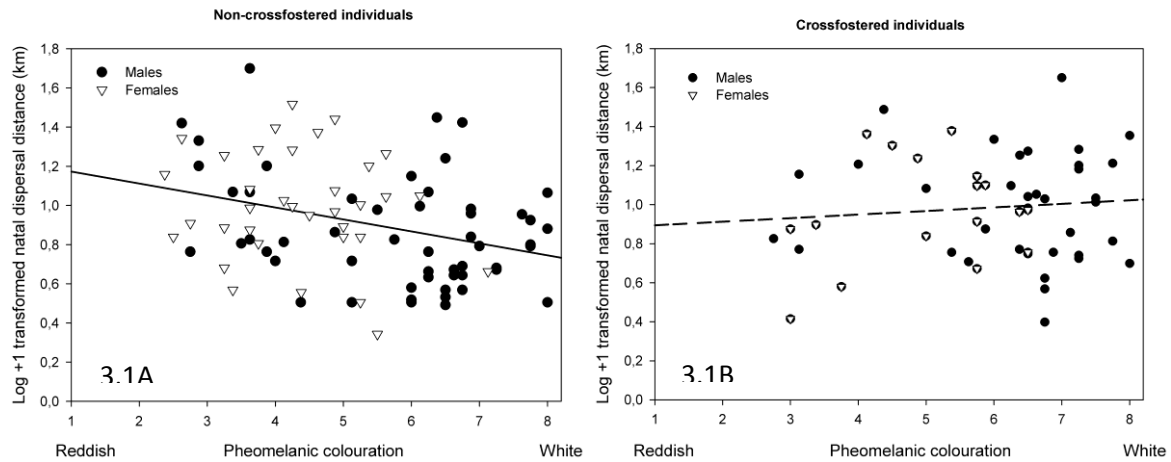 Non-crossfostered individuals
Log +1 transformed natal dispersal distance (km)
1,8
1,6
1,4
1,2
1,0
0,8
0,6
0,4
0,2
0,0
Males
Females
3.1A
1 2 3 4 5 6 7 8
Reddish Pheomelanic colouration White
Crossfostered individuals
Log +1 transformed natal dispersal distance (km)
1,8
1,6
1,4
1,2
1,0
0,8
0,6
0,4
0,2
0,0
Males
Females
3.1B
1 2 3 4 5 6 7 8
Reddish Pheomelanic colouration White